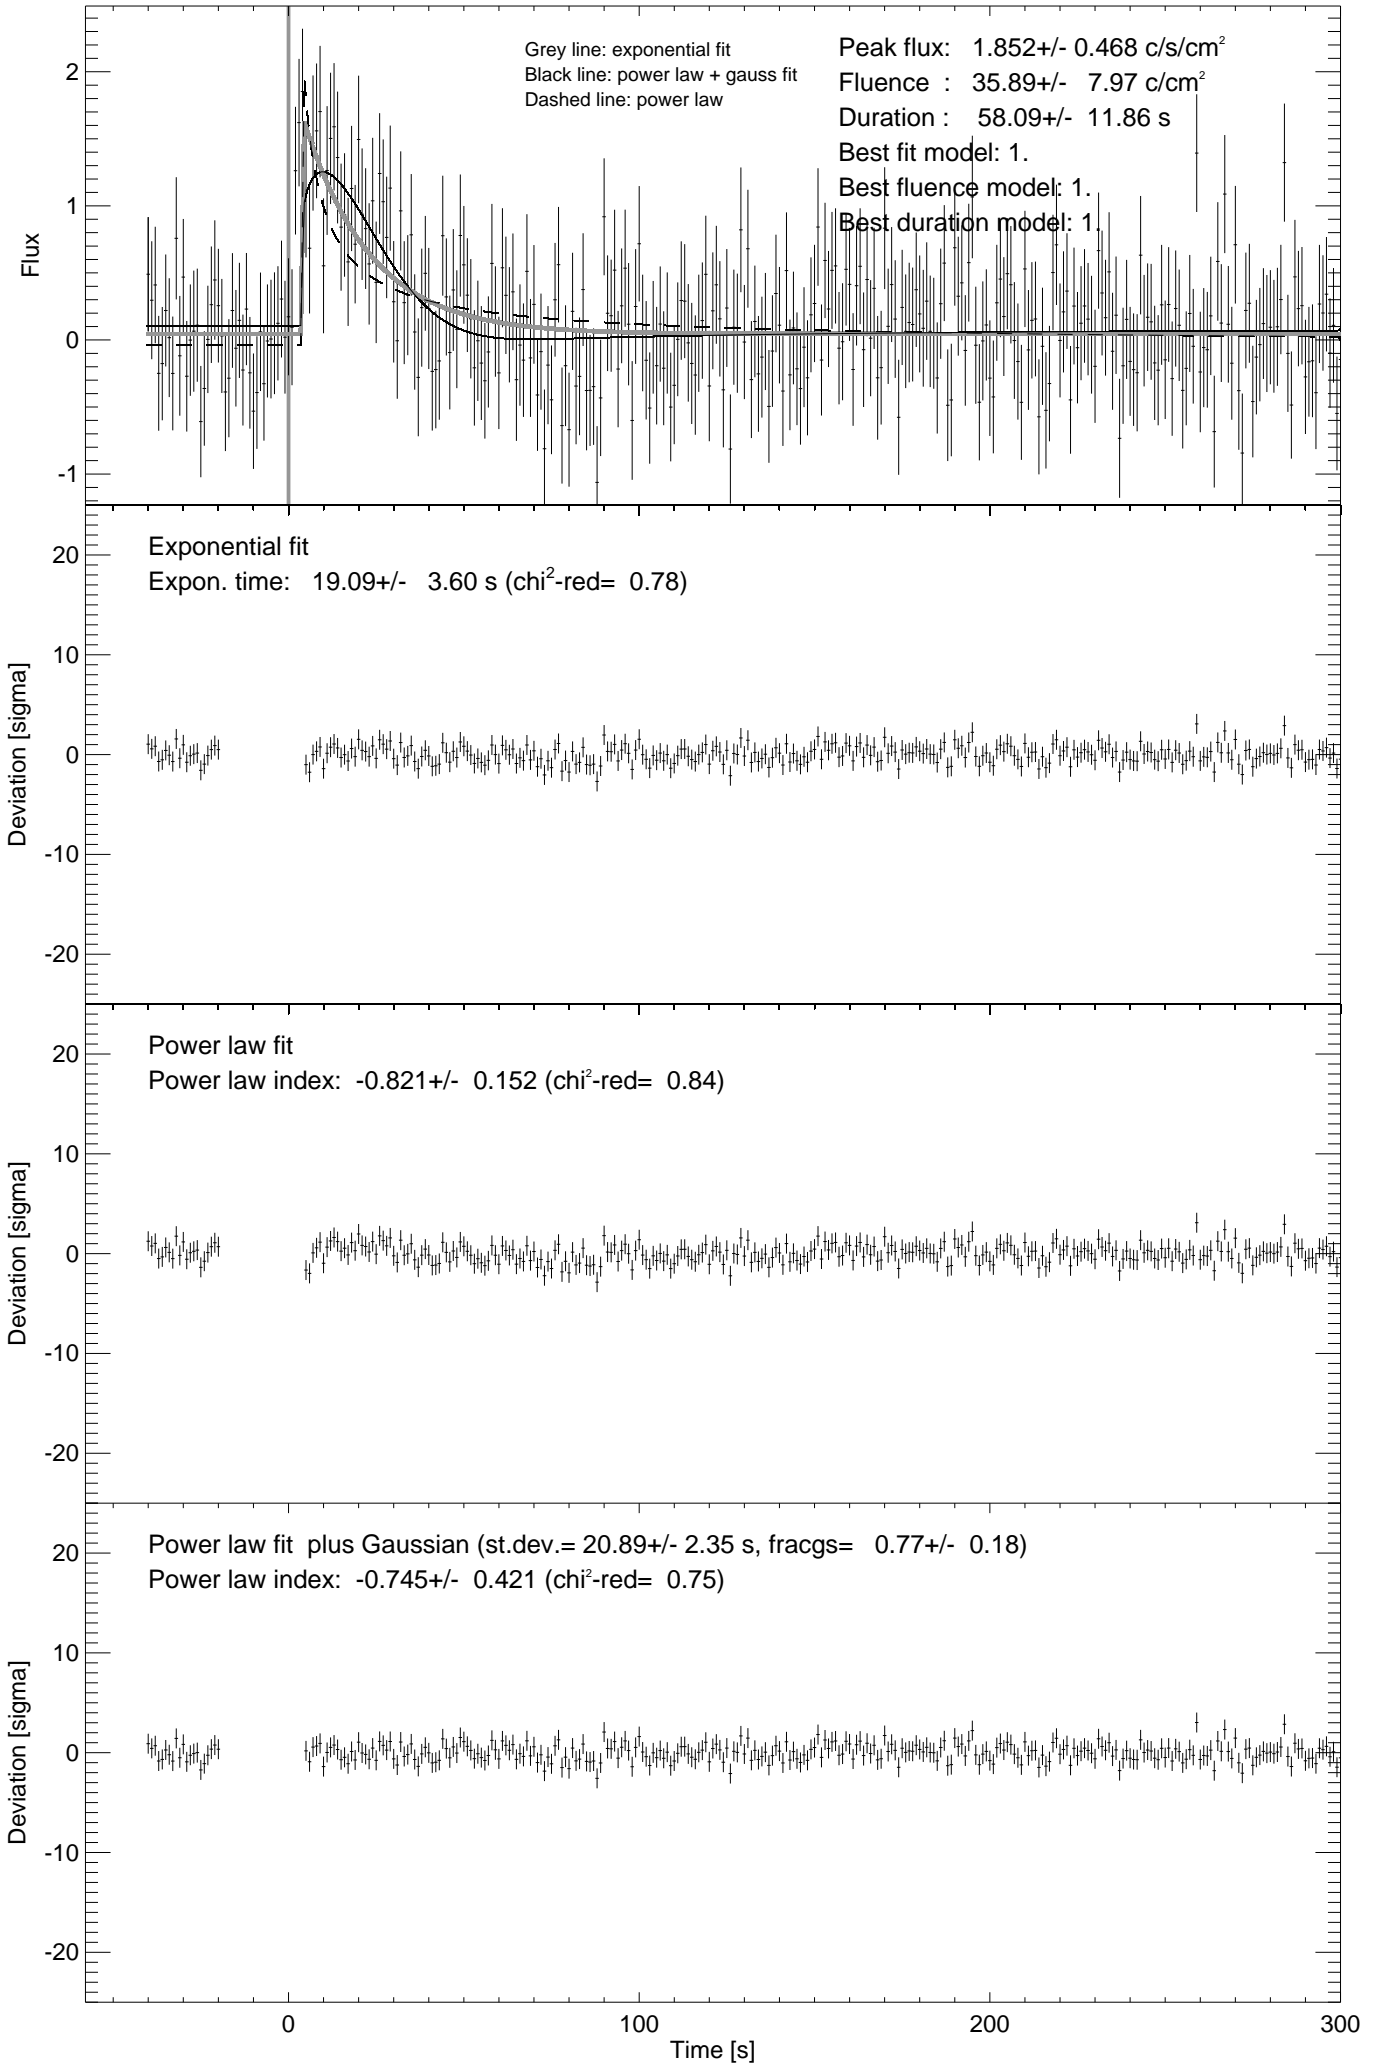 Grey line: exponential fit
Black line: power law + gauss fit
Dashed line: power law
Peak flux: 1.852+/- 0.468 c/s/cm²
Fluence : 35.89+/- 7.97 c/cm²
Duration : 58.09+/- 11.86 s
Best fit model: 1.
Best fluence model: 1.
Best duration model: 1.
2
1
0
-1
Flux
Exponential fit
Expon. time: 19.09+/- 3.60 s (chi²-red= 0.78)
20
10
0
-10
-20
Deviation [sigma]
Power law fit
Power law index: -0.821+/- 0.152 (chi²-red= 0.84)
20
10
0
-10
-20
Deviation [sigma]
Power law fit plus Gaussian (st.dev.= 20.89+/- 2.35 s, fracgs= 0.77+/- 0.18)
Power law index: -0.745+/- 0.421 (chi²-red= 0.75)
20
10
0
-10
-20
Deviation [sigma]
0 100 200 300
Time [s]